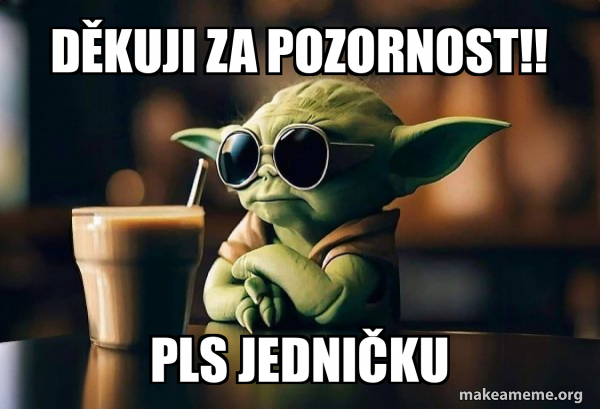 DĚKUJI ZA POZORNOST!!
PLS JEDNIČKU
makeameme.org